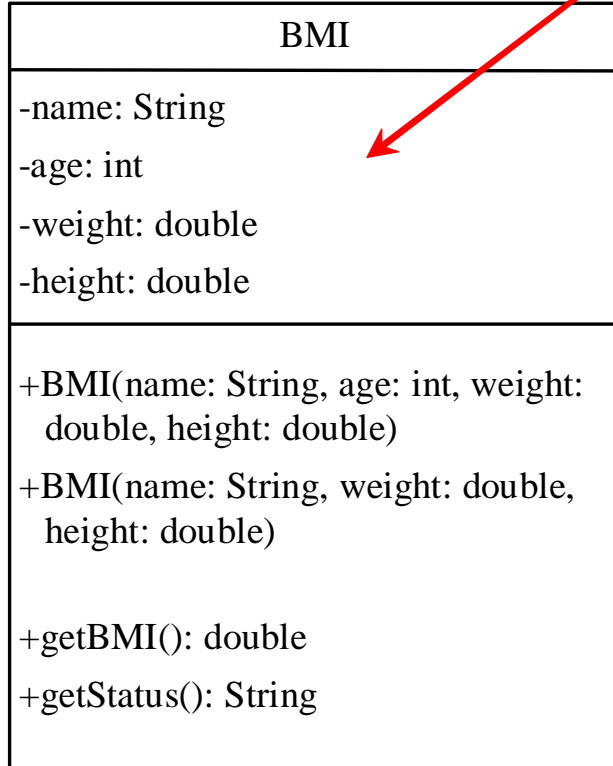 BMI
-name: String
-age: int
-weight: double
-height: double
+BMI(name: String, age: int, weight:
double, height: double)
+BMI(name: String, weight: double,
height: double)
+getBMI(): double
+getStatus(): String